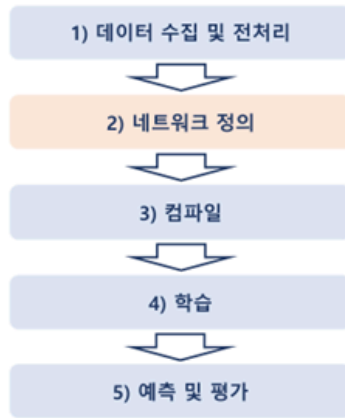 1) 데이터 수집 및 전처리
2) 네트워크 정의
3) 컴파일
4) 학습
5) 예측 및 평가